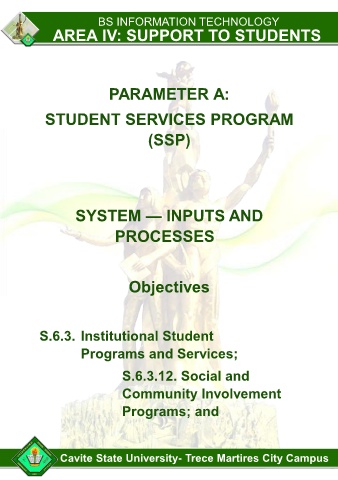 BS INFORMATION TECHNOLOGY
AREA IV: SUPPORT TO STUDENTS
PARAMETER A:
STUDENT SERVICES PROGRAM
(SSP)
SYSTEM — INPUTS AND
PROCESSES
Objectives
S.6.3. Institutional Student
Programs and Services;
S.6.3.12. Social and
Community Involvement
Programs; and
Cavite State University- Trece Martires City Campus